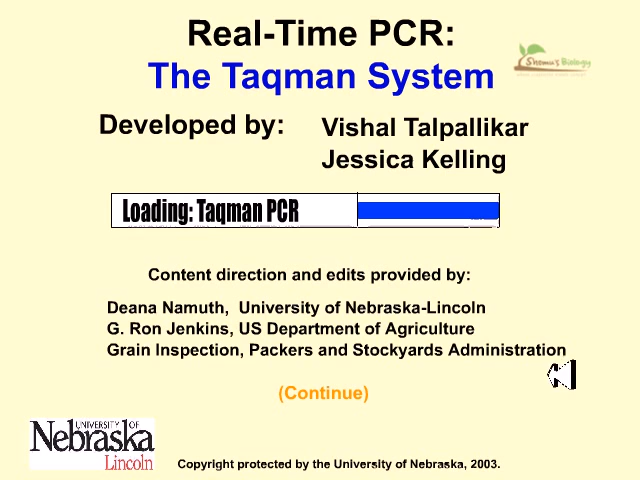 Real-Time PCR:
The Taqman System
Shomu's Biology
Developed by:
Vishal Talpallikar
Jessica Kelling
Loading: Taqman PCR
Content direction and edits provided by:
Deana Namuth, University of Nebraska-Lincoln
G. Ron Jenkins, US Department of Agriculture
Grain Inspection, Packers and Stockyards Administration
(Continue)
UNIVERSITY OF
Nebraska
Lincoln
Copyright protected by the University of Nebraska, 2003.